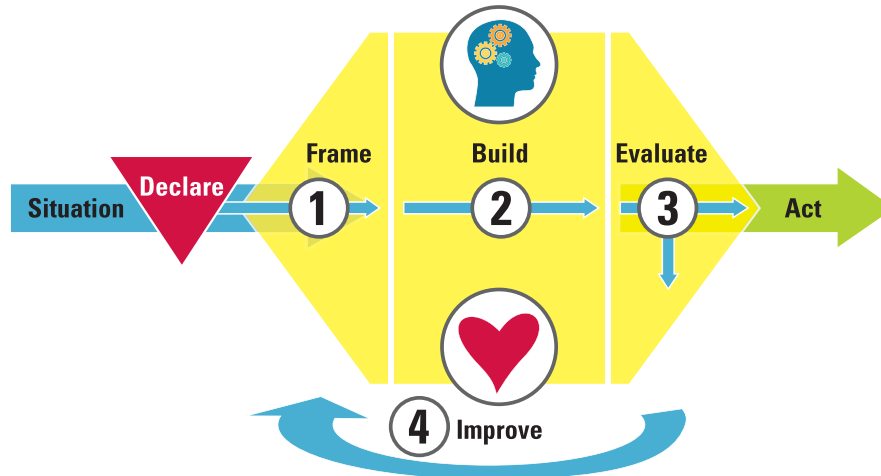 Situation
Declare
Frame
1
Build
2
Evaluate
3
Act
4
Improve